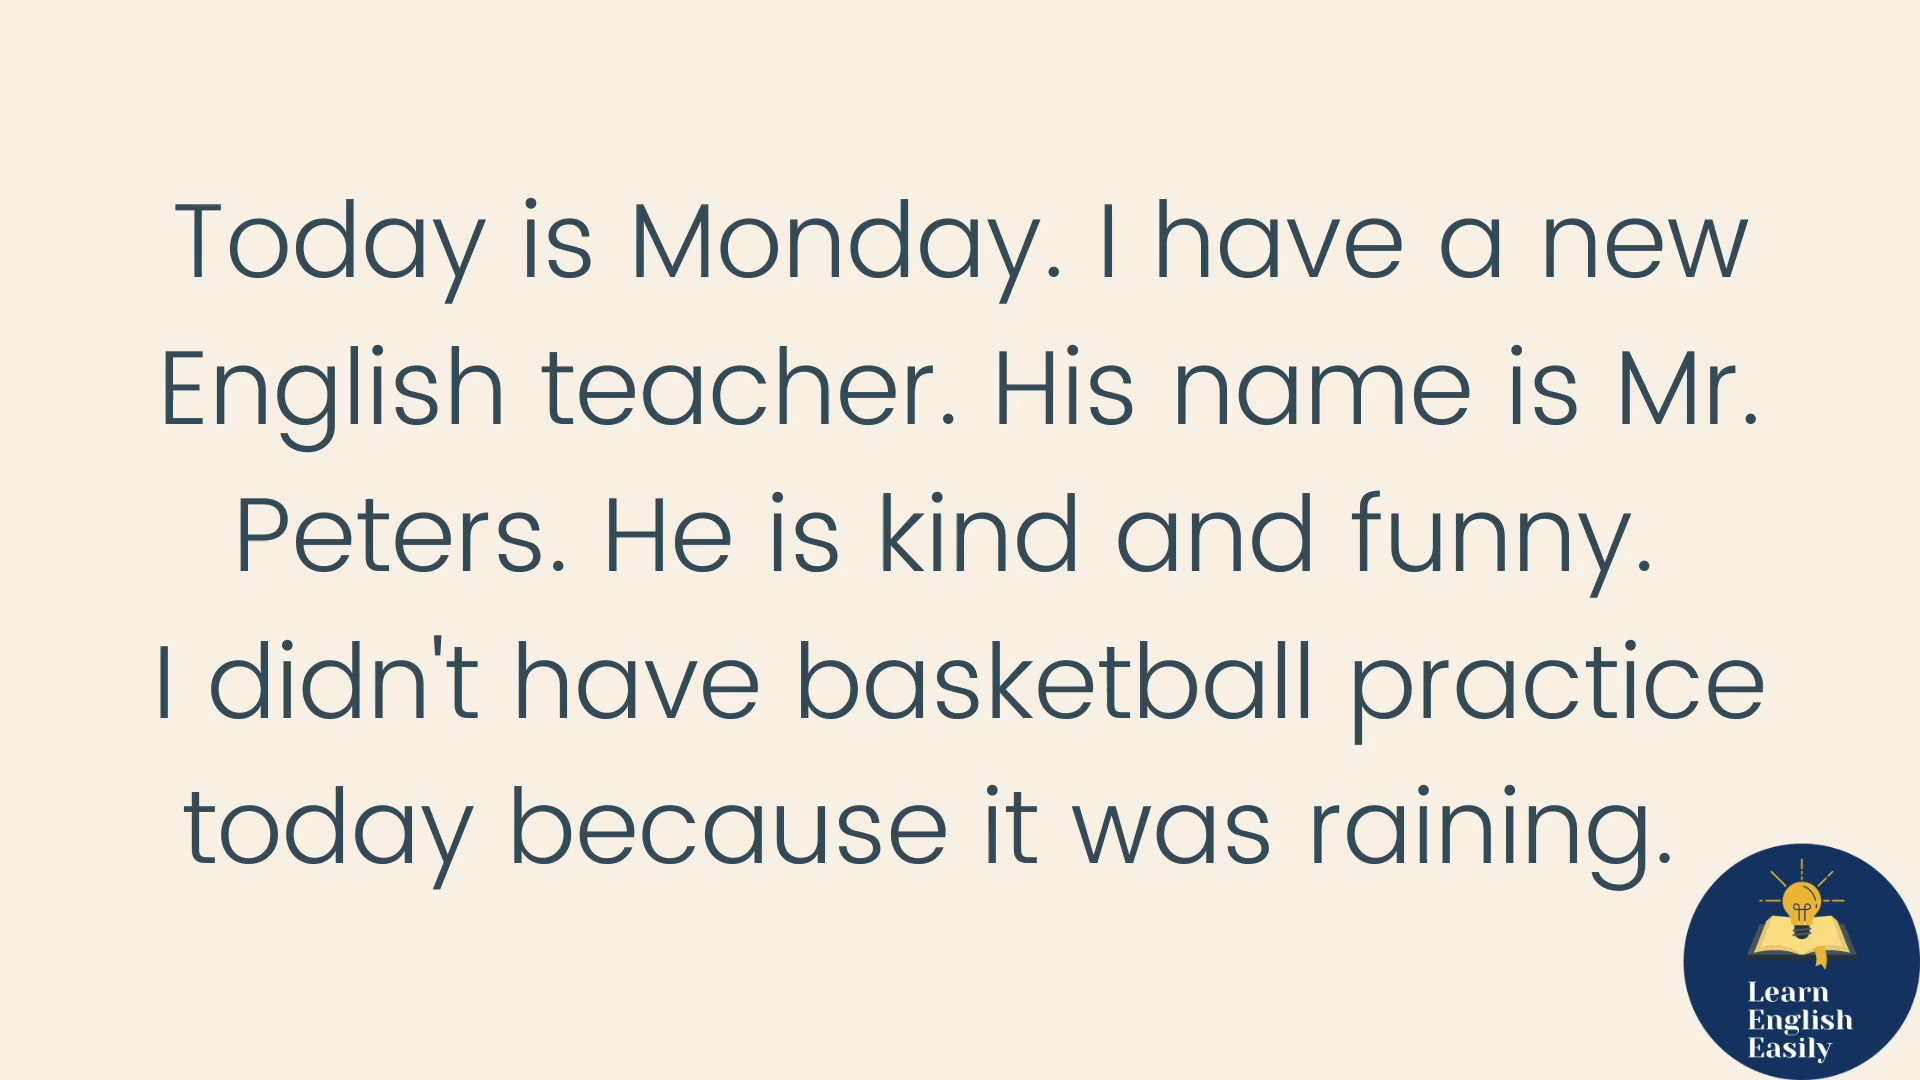 Today is Monday. I have a new
English teacher. His name is Mr.
Peters. He is kind and funny.
I didn't have basketball practice
today because it was raining.
Learn
English
Easily